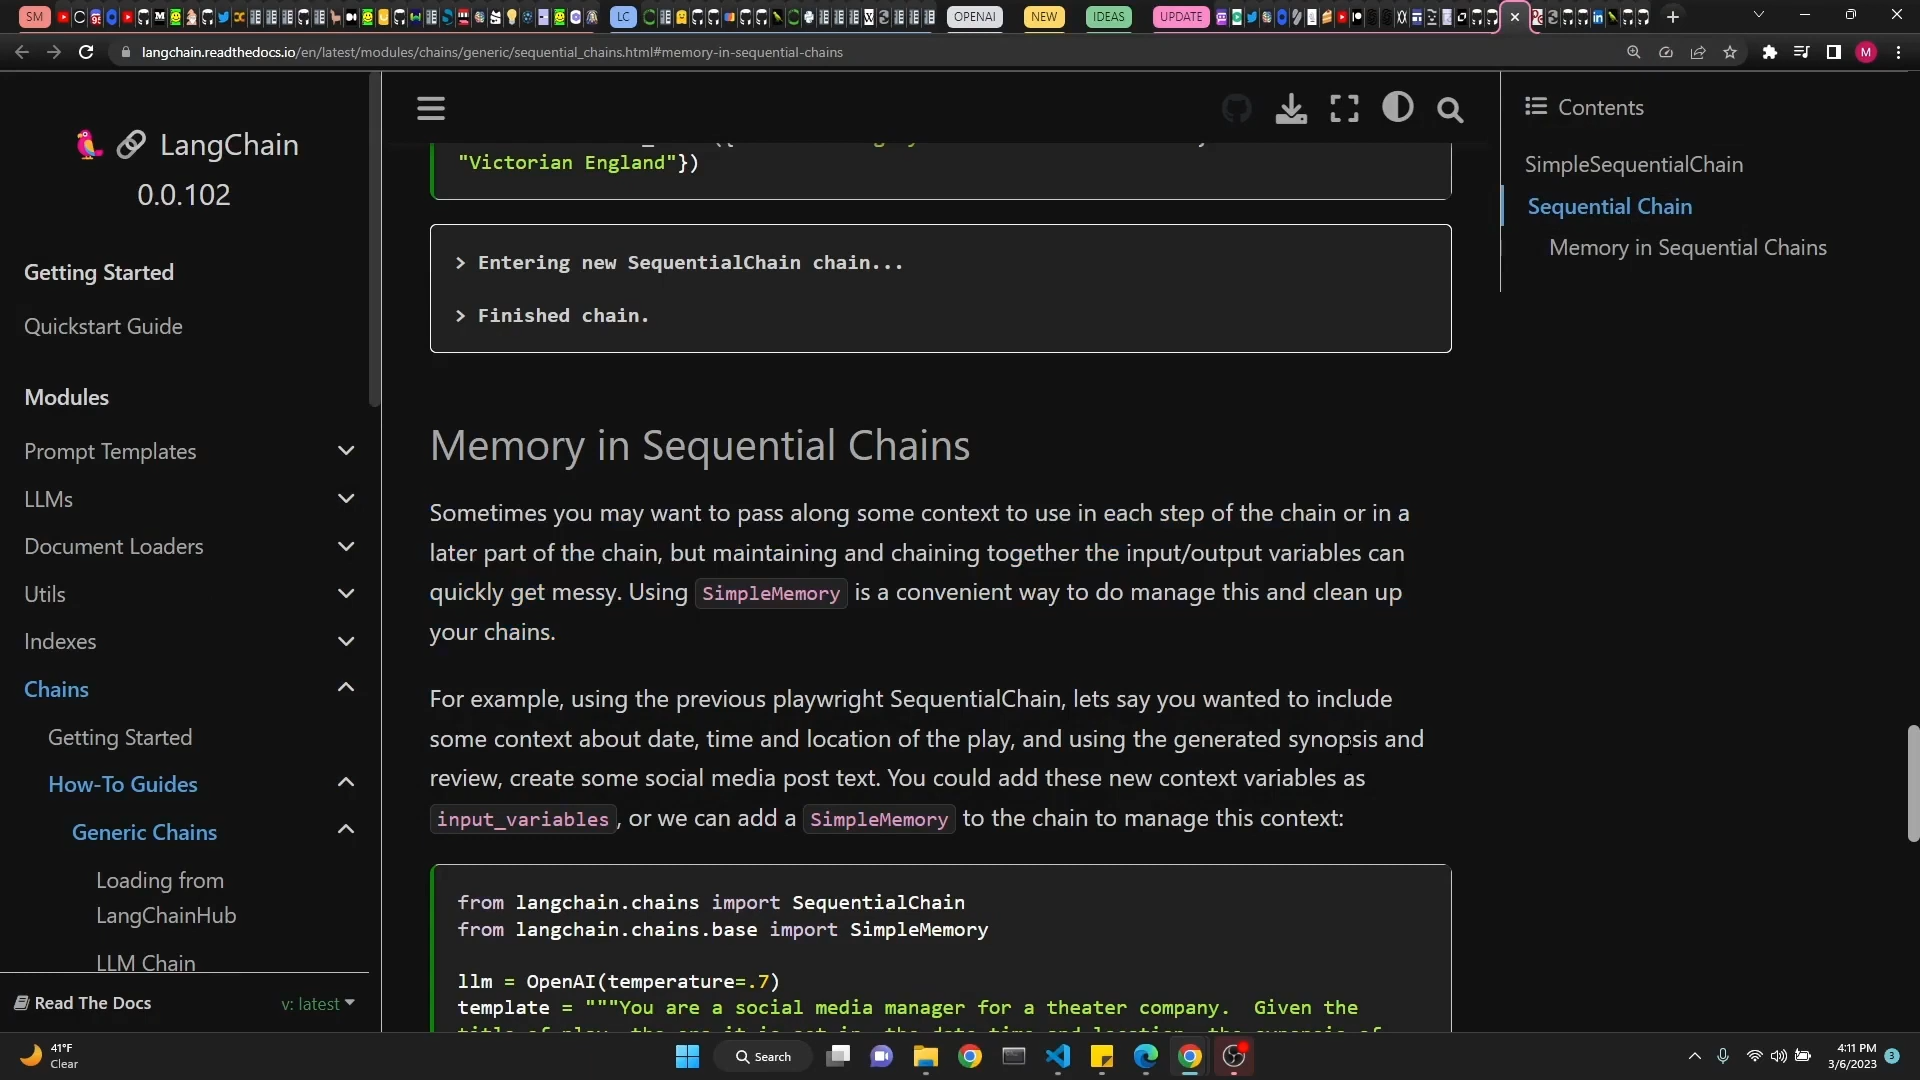 SM
LC
OPENAI
NEW
IDEAS
UPDATE
langchain.readthedocs.io/en/latest/modules/chains/generic/sequential_chains.html#memory-in-sequential-chains
M
LangChain
0.0.102
Getting Started
Quickstart Guide
Modules
Prompt Templates
LLMs
Document Loaders
Utils
Indexes
Chains
Getting Started
How-To Guides
Generic Chains
Loading from
LangChainHub
LLM Chain
Read The Docs
v: latest
"Victorian England"})
> Entering new SequentialChain chain...
> Finished chain.
Memory in Sequential Chains
Sometimes you may want to pass along some context to use in each step of the chain or in a
later part of the chain, but maintaining and chaining together the input/output variables can
quickly get messy. Using SimpleMemory is a convenient way to do manage this and clean up
your chains.
For example, using the previous playwright SequentialChain, lets say you wanted to include
some context about date, time and location of the play, and using the generated synopsis and
review, create some social media post text. You could add these new context variables as
input_variables, or we can add a SimpleMemory to the chain to manage this context:
from langchain.chains import SequentialChain
from langchain.chains.base import SimpleMemory
llm = OpenAI(temperature=.7)
template = """You are a social media manager for a theater company.  Given the
Contents
SimpleSequentialChain
Sequential Chain
Memory in Sequential Chains
41°F
Clear
Search
4:11 PM
3/6/2023
3